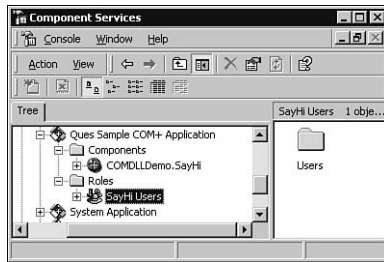 Component Services
Console Window Help
Action View
Tree
SayHi Users 1 obje...
Ques Sample COM+ Application
Components
COMDLLDemo.SayHi
Roles
SayHi Users
System Application
Users